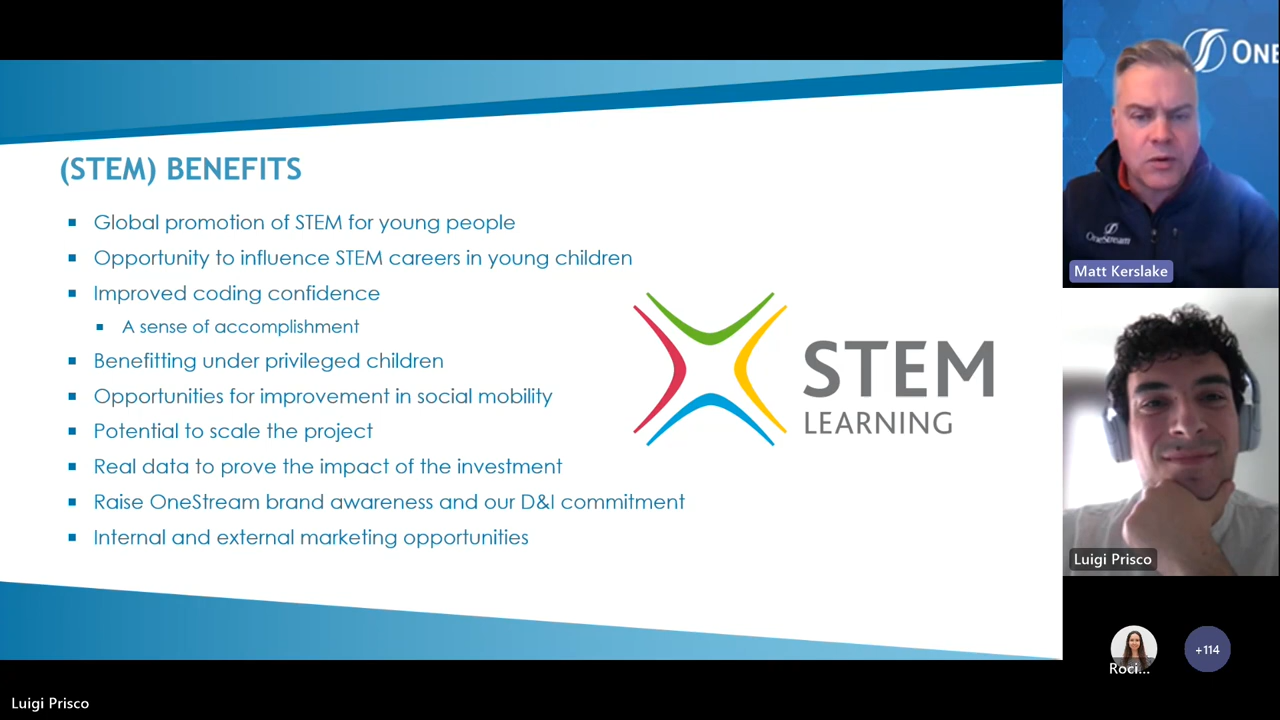 (STEM) BENEFITS
Global promotion of STEM for young people
Opportunity to influence STEM careers in young children
Improved coding confidence
A sense of accomplishment
Benefitting under privileged children
Opportunities for improvement in social mobility
Potential to scale the project
Real data to prove the impact of the investment
Raise OneStream brand awareness and our D&I commitment
Internal and external marketing opportunities
STEM
LEARNING
ONE
OneStream
Matt Kerslake
Luigi Prisco
Roci...
+114
Luigi Prisco